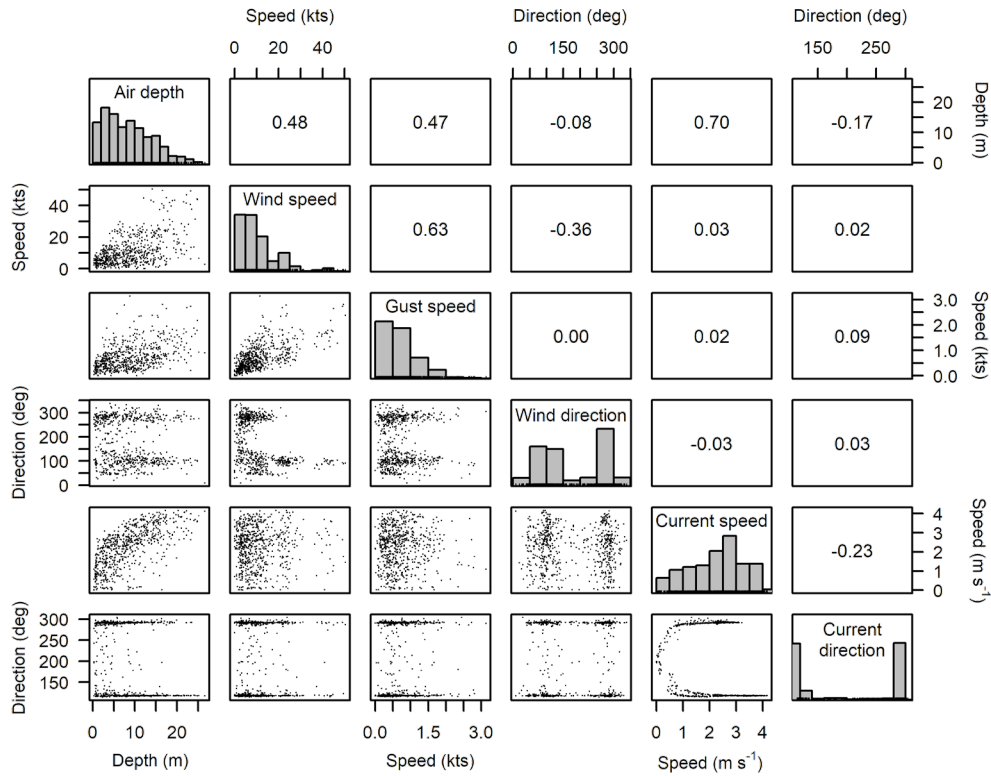 Speed (kts) Direction (deg) Direction (deg)
0 20 40 0 100 300 150 250
Air depth 0.48 0.47 -0.08 0.70 -0.17 0 10 20 Depth (m)
Speed (kts) 0 20 40 Wind speed 0.63 -0.36 0.03 0.02
Gust speed 0.00 0.02 0.09 0.0 1.0 2.0 3.0 Speed (kts)
Direction (deg) 0 100 200 300 Wind direction -0.03 0.03
Current speed -0.23 0 1 2 3 4 Speed (m s⁻¹)
Direction (deg) 150 200 250 300 Current
direction
0 10 20 0.0 1.5 3.0 0 1 2 3 4
Depth (m) Speed (kts) Speed (m s⁻¹)